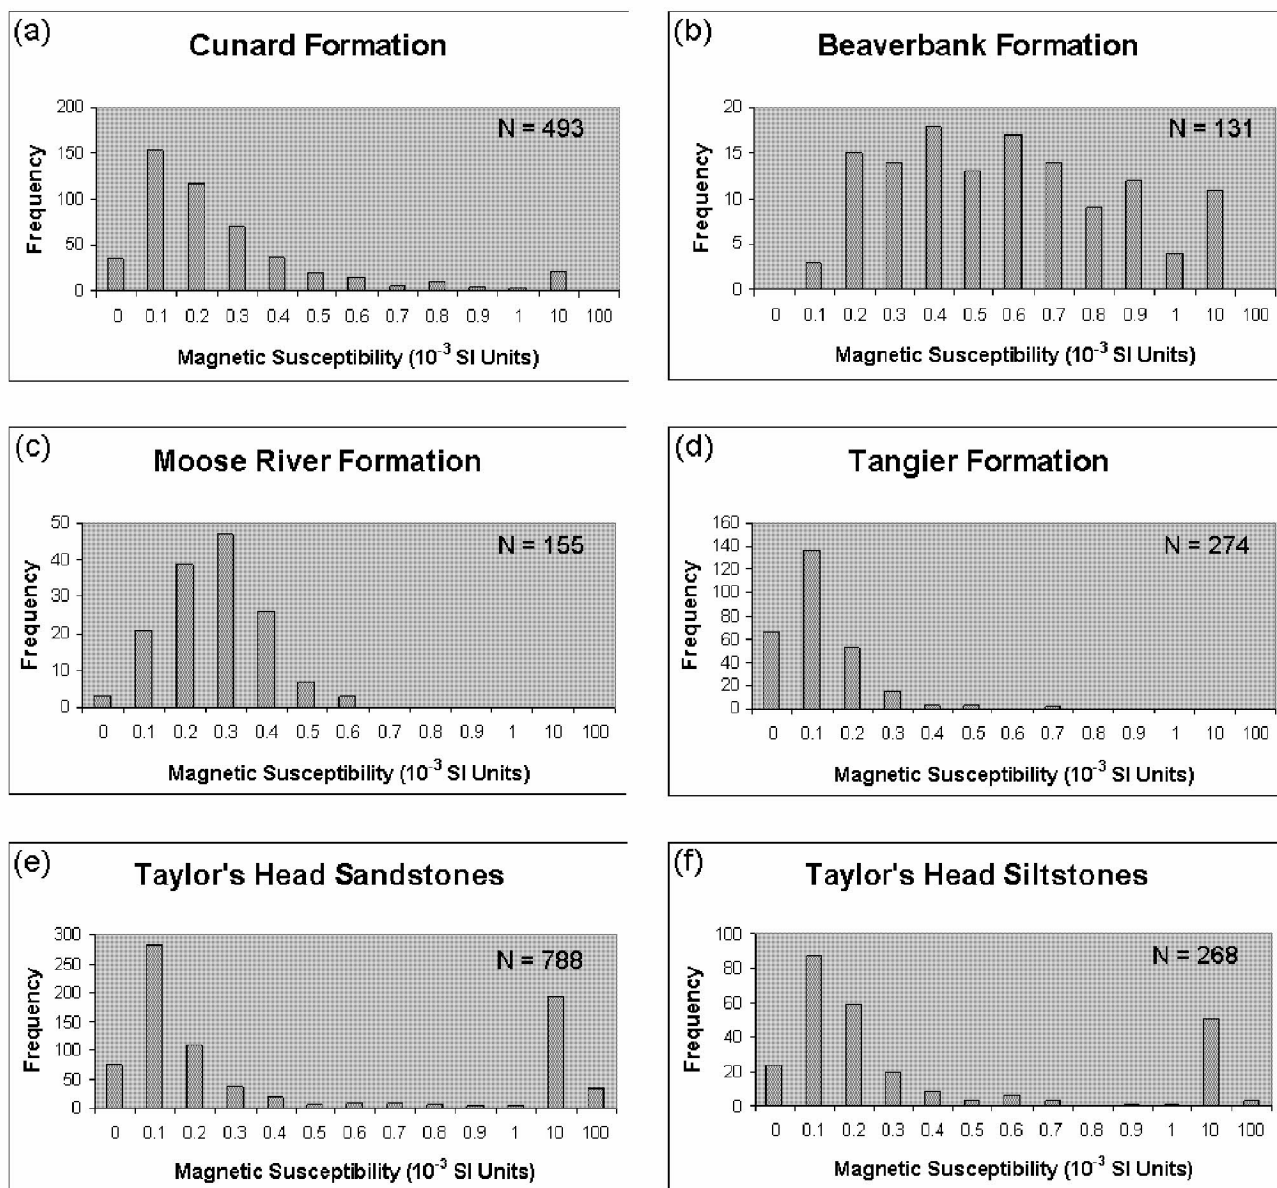 (a)
Cunard Formation
N = 493
200
150
100
50
0
Frequency
0 0.1 0.2 0.3 0.4 0.5 0.6 0.7 0.8 0.9 1 10 100
Magnetic Susceptibility (10⁻³ SI Units)
(b)
Beaverbank Formation
N = 131
20
15
10
5
0
Frequency
0 0.1 0.2 0.3 0.4 0.5 0.6 0.7 0.8 0.9 1 10 100
Magnetic Susceptibility (10⁻³ SI Units)
(c)
Moose River Formation
N = 155
50
40
30
20
10
0
Frequency
0 0.1 0.2 0.3 0.4 0.5 0.6 0.7 0.8 0.9 1 10 100
Magnetic Susceptibility (10⁻³ SI Units)
(d)
Tangier Formation
N = 274
160
140
120
100
80
60
40
20
0
Frequency
0 0.1 0.2 0.3 0.4 0.5 0.6 0.7 0.8 0.9 1 10 100
Magnetic Susceptibility (10⁻³ SI Units)
(e)
Taylor's Head Sandstones
N = 788
300
250
200
150
100
50
0
Frequency
0 0.1 0.2 0.3 0.4 0.5 0.6 0.7 0.8 0.9 1 10 100
Magnetic Susceptibility (10⁻³ SI Units)
(f)
Taylor's Head Siltstones
N = 268
100
80
60
40
20
0
Frequency
0 0.1 0.2 0.3 0.4 0.5 0.6 0.7 0.8 0.9 1 10 100
Magnetic Susceptibility (10⁻³ SI Units)